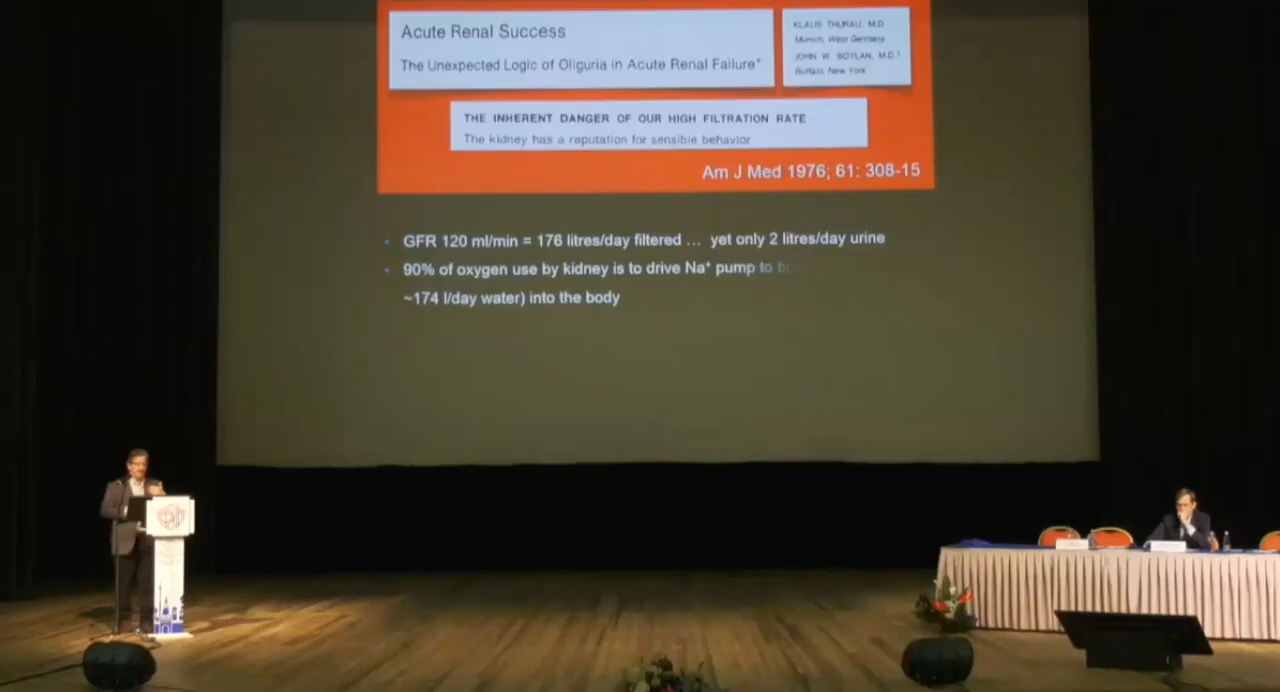 Acute Renal Success
The Unexpected Logic of Oliguria in Acute Renal Failure*
KLAUS THURAU, M.D.
Munich, West Germany
JOHN W. BOYLAN, M.D.†
Buffalo, New York
THE INHERENT DANGER OF OUR HIGH FILTRATION RATE
The kidney has a reputation for sensible behavior
Am J Med 1976; 61: 308-15
• GFR 120 ml/min = 176 litres/day filtered … yet only 2 litres/day urine
• 90% of oxygen use by kidney is to drive Na⁺ pump to
~174 l/day water) into the body